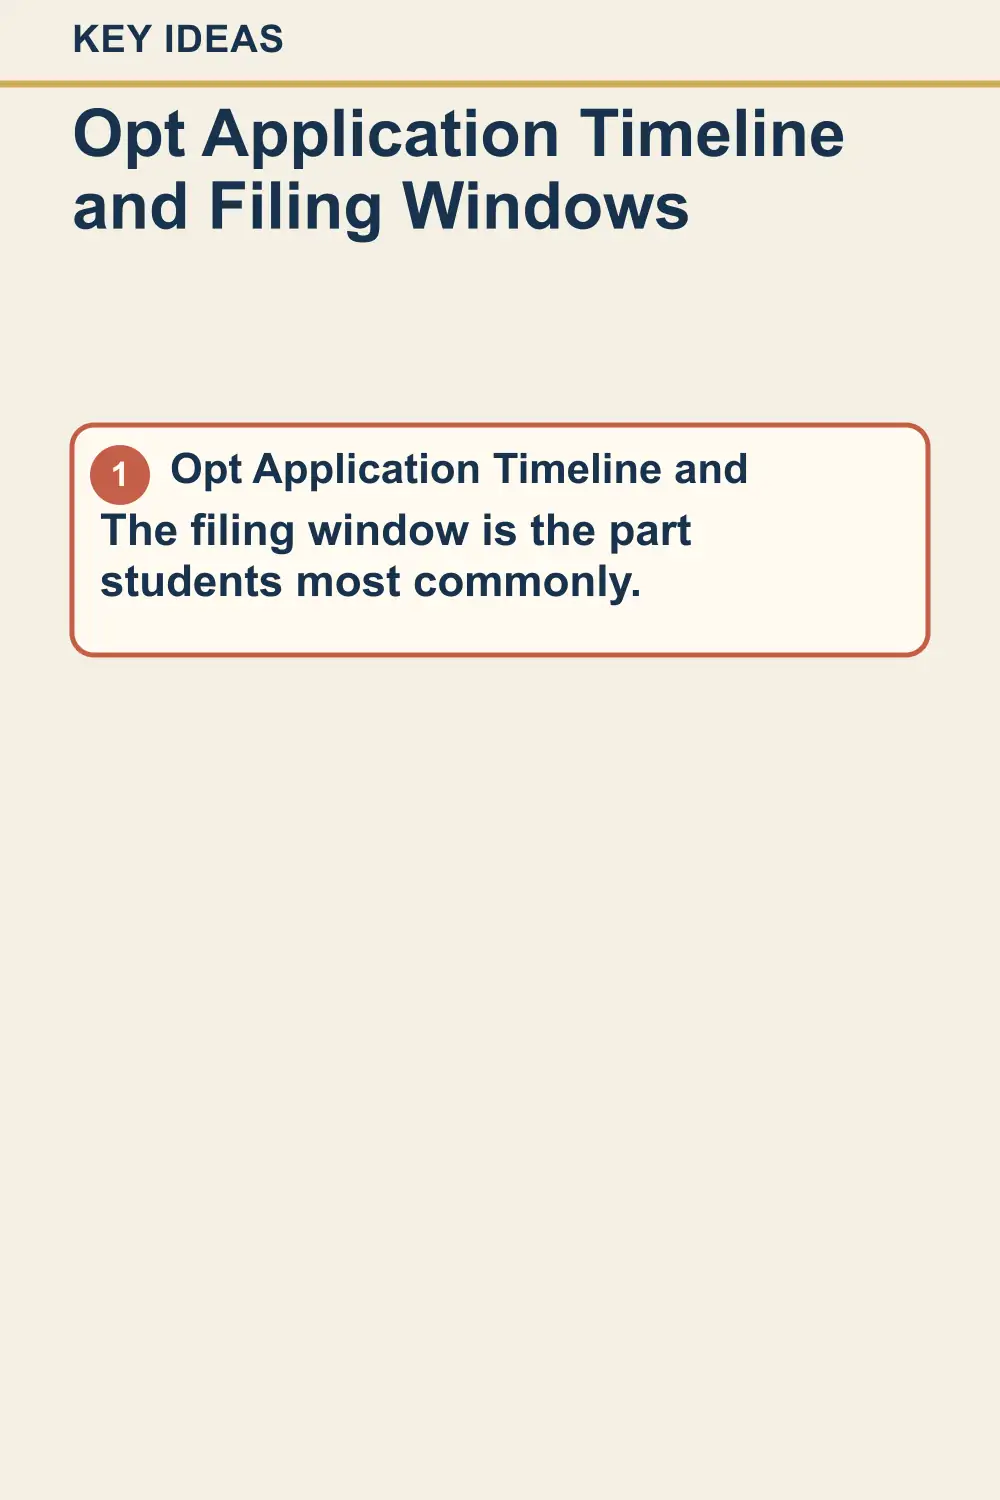 KEY IDEAS
Opt Application Timeline
and Filing Windows
1 Opt Application Timeline and
The filing window is the part
students most commonly.